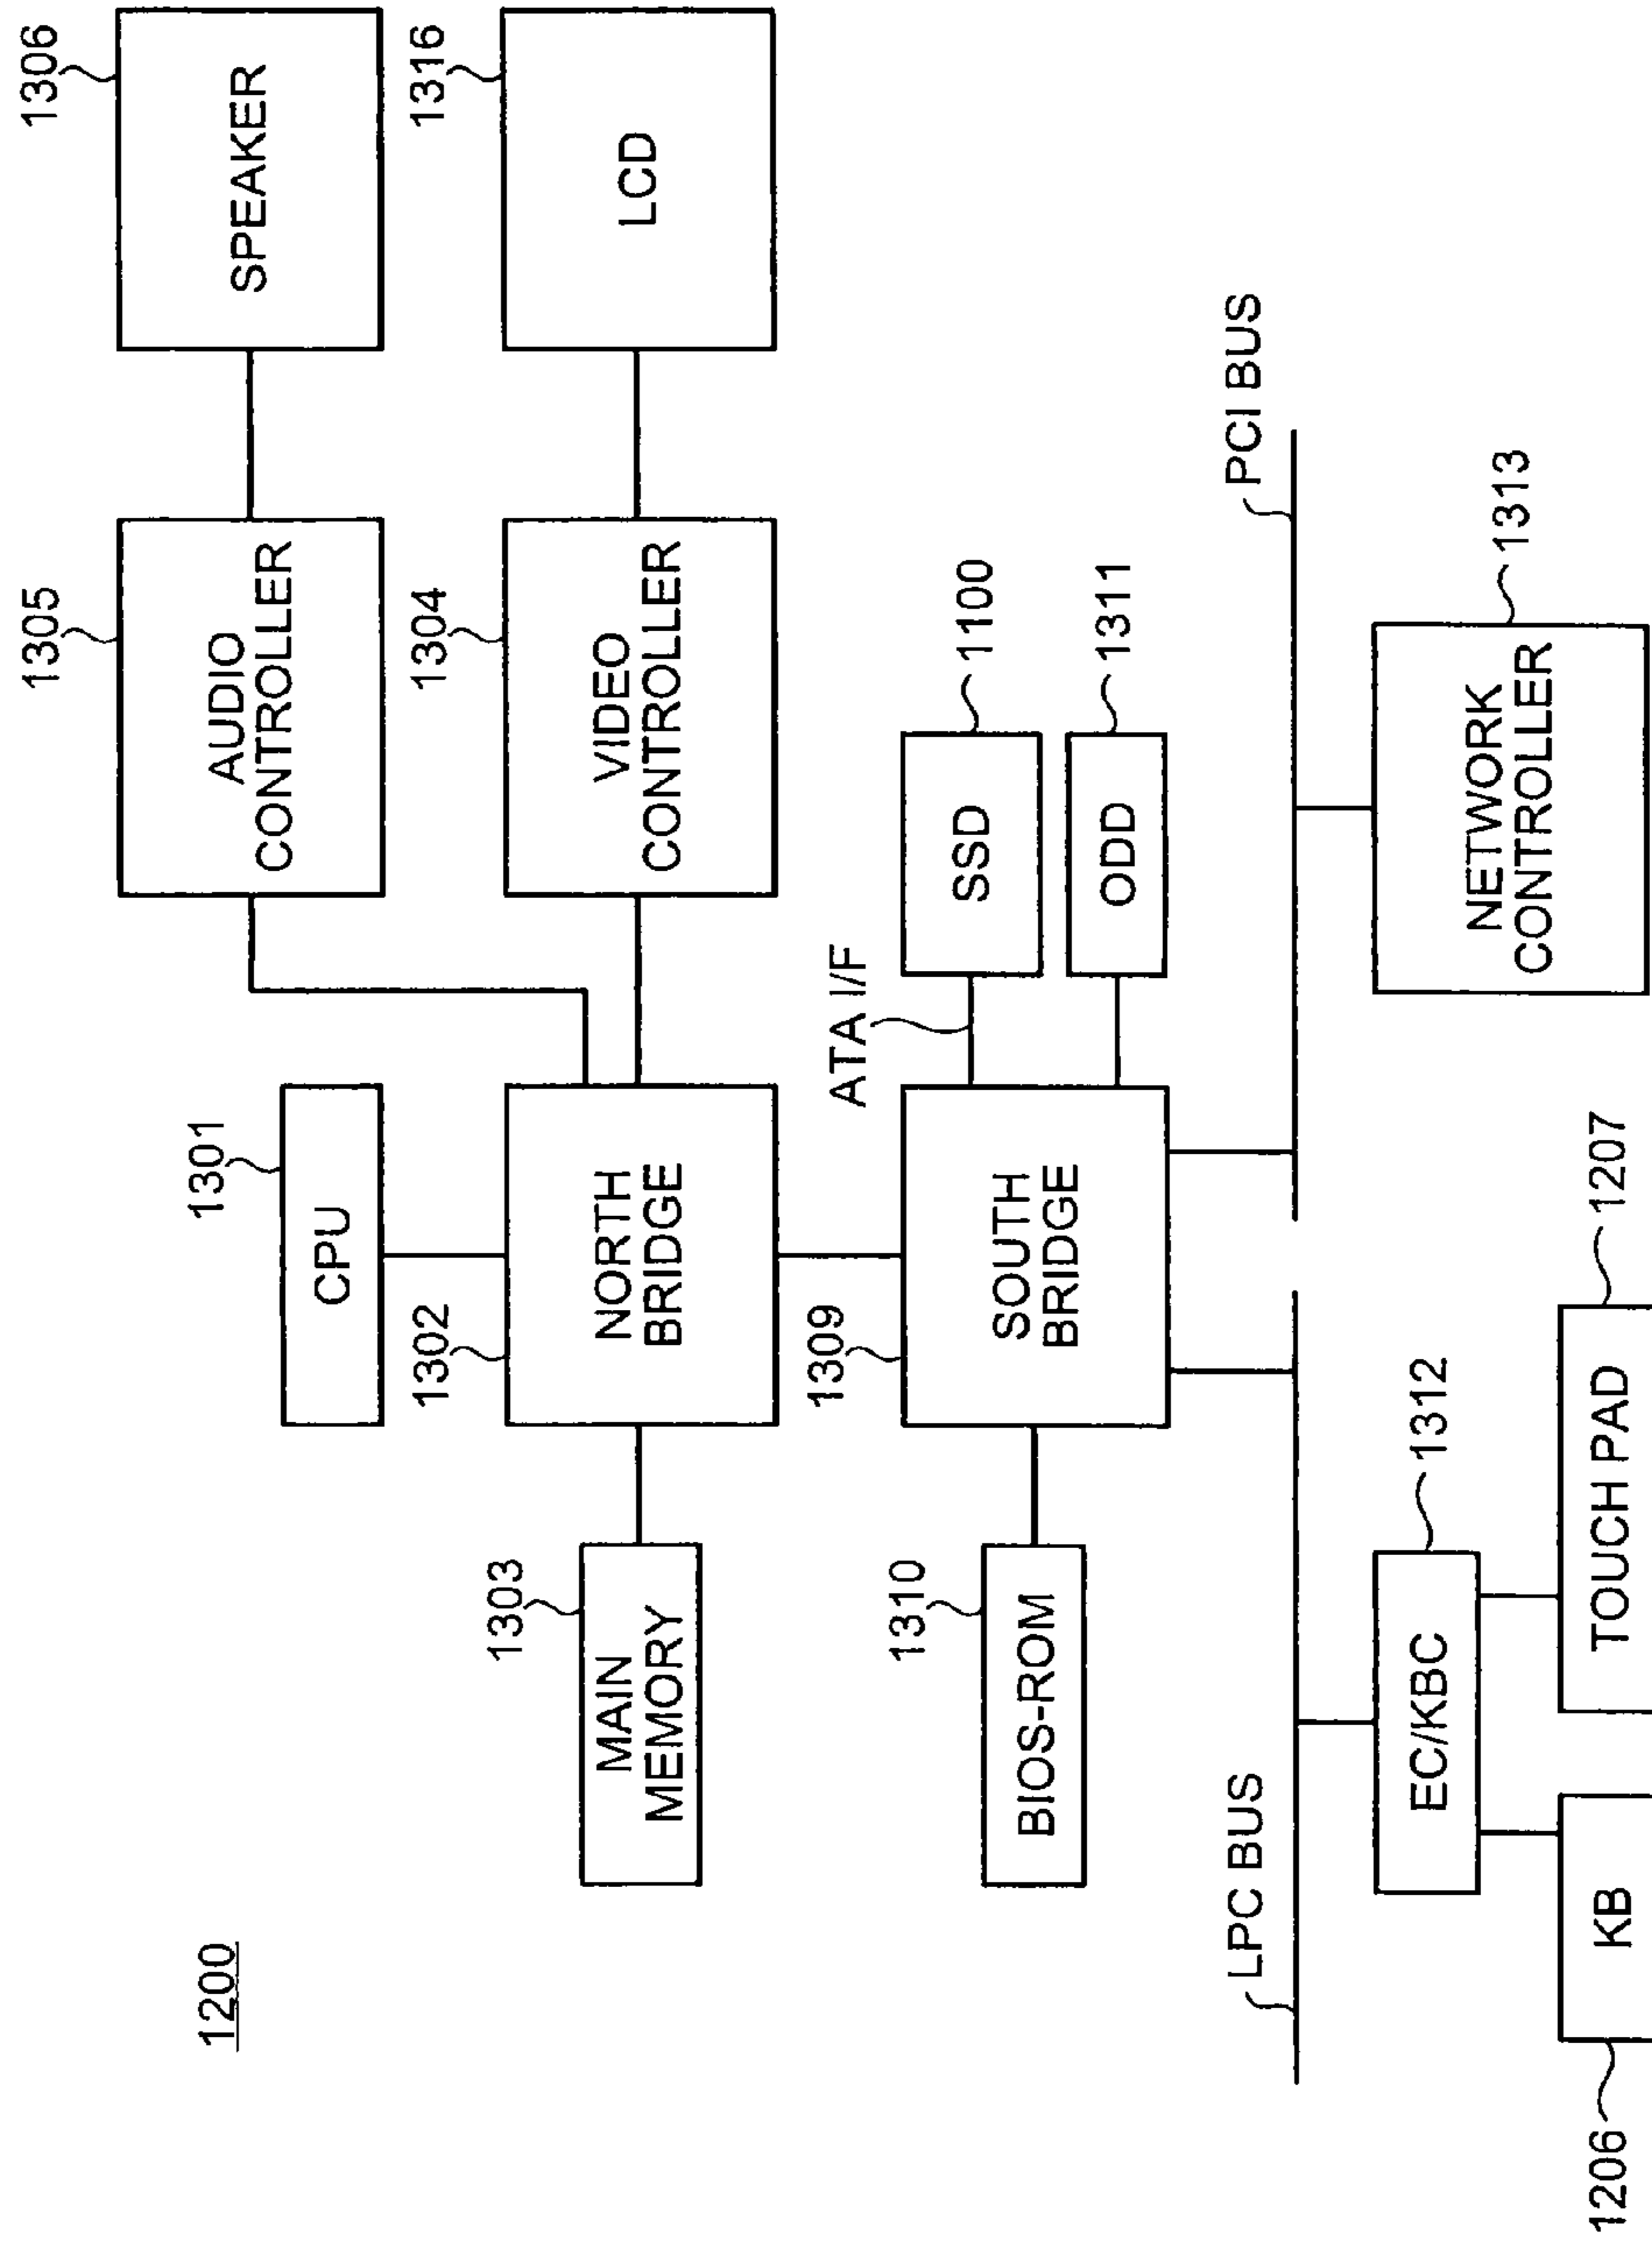 1200
1301
CPU
1305
AUDIO
CONTROLLER
1306
SPEAKER
1303
MAIN
MEMORY
1302
NORTH
BRIDGE
1304
VIDEO
CONTROLLER
1316
LCD
1310
BIOS-ROM
1309
SOUTH
BRIDGE
ATA I/F
SSD
1100
ODD
1311
LPC BUS
PCI BUS
EC/KBC
1312
NETWORK
CONTROLLER
1313
1206
KB
TOUCH PAD
1207